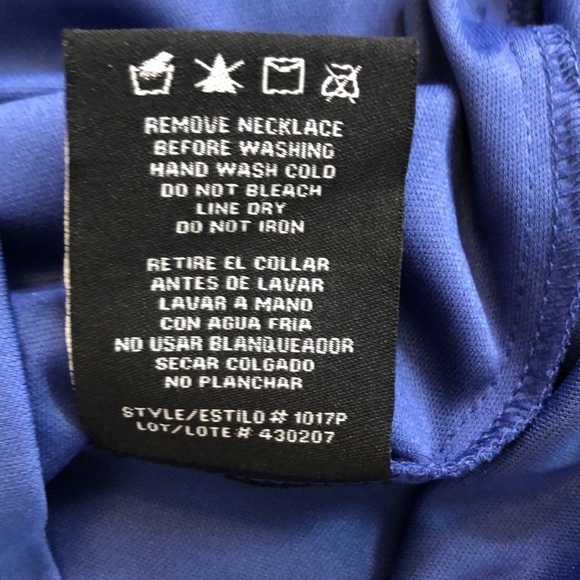 REMOVE NECKLACE
BEFORE WASHING
HAND WASH COLD
DO NOT BLEACH
LINE DRY
DO NOT IRON
RETIRE EL COLLAR
ANTES DE LAVAR
LAVAR A MANO
CON AGUA FRIA
NO USAR BLANQUEADOR
SECAR COLGADO
NO PLANCHAR
STYLE/ESTILO # 1017P
LOT/LOTE # 430207